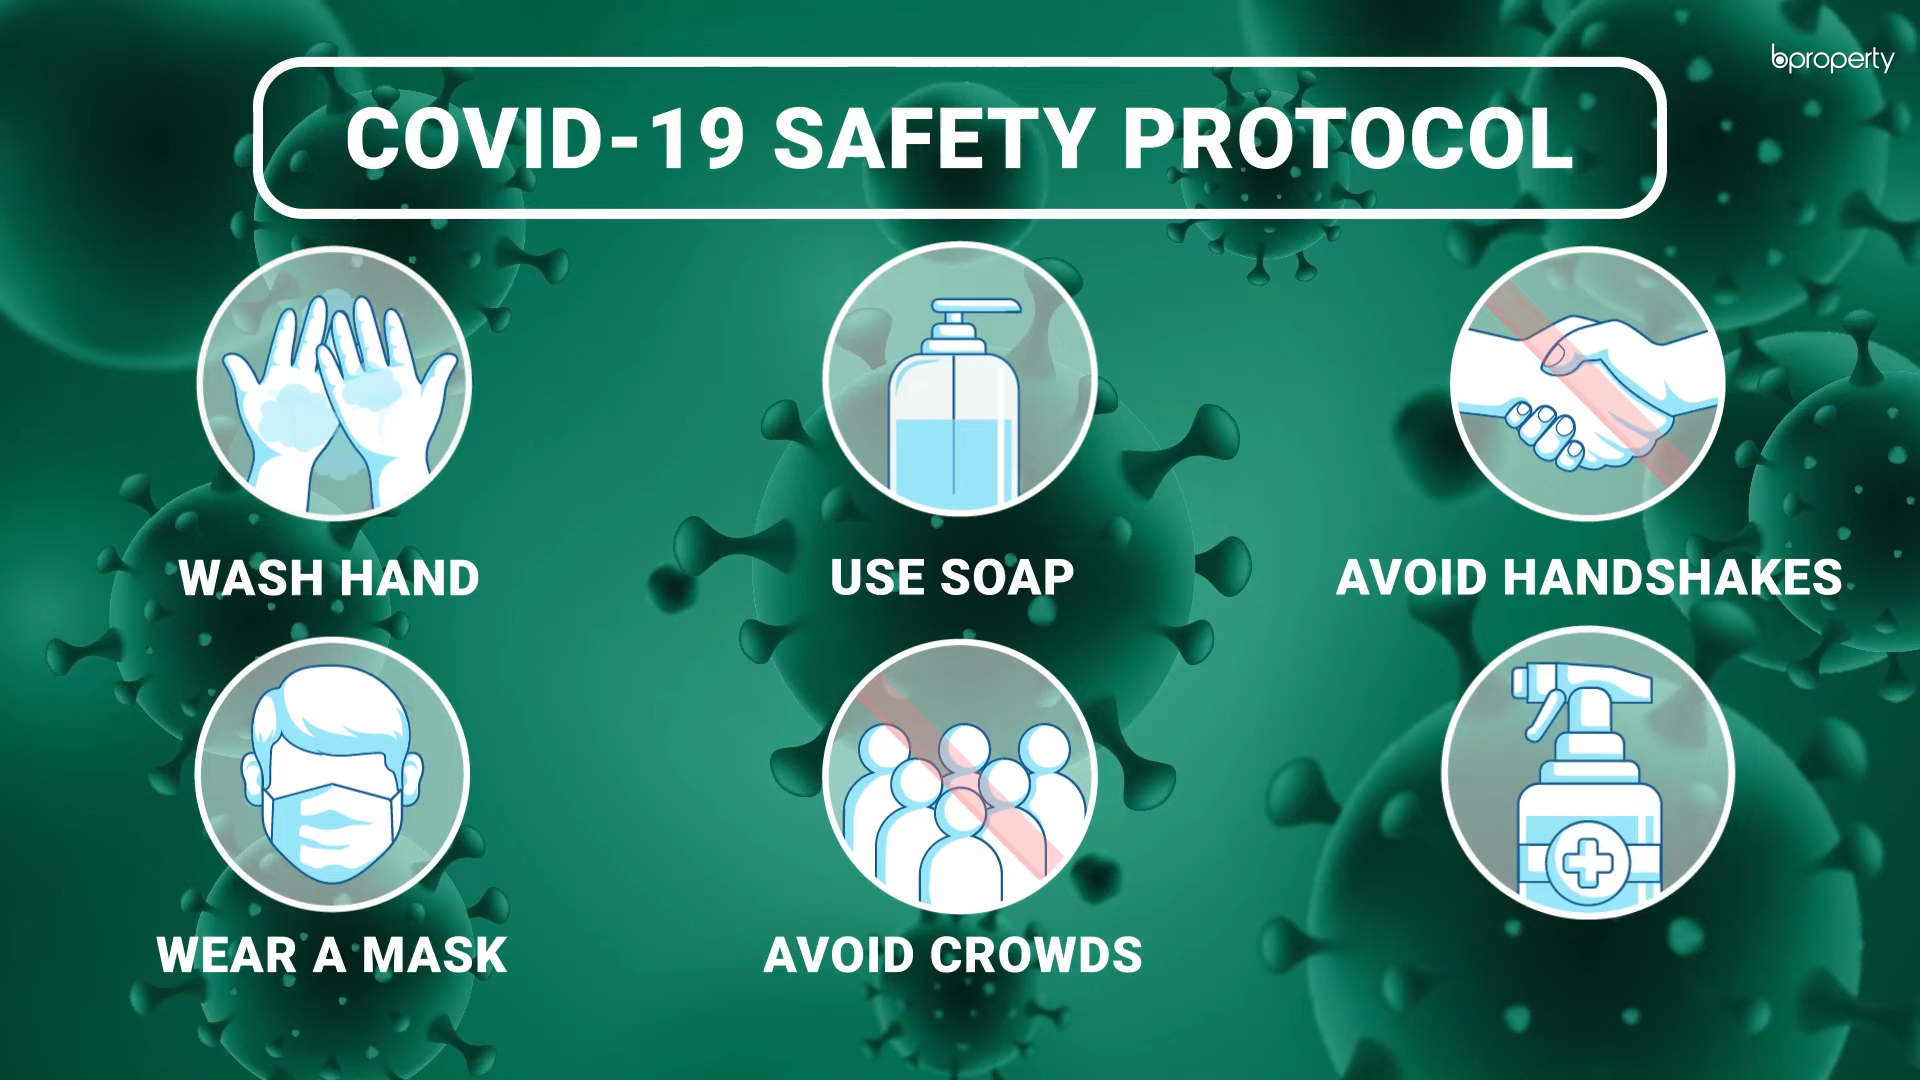 bproperty
COVID-19 SAFETY PROTOCOL
WASH HAND
USE SOAP
AVOID HANDSHAKES
WEAR A MASK
AVOID CROWDS